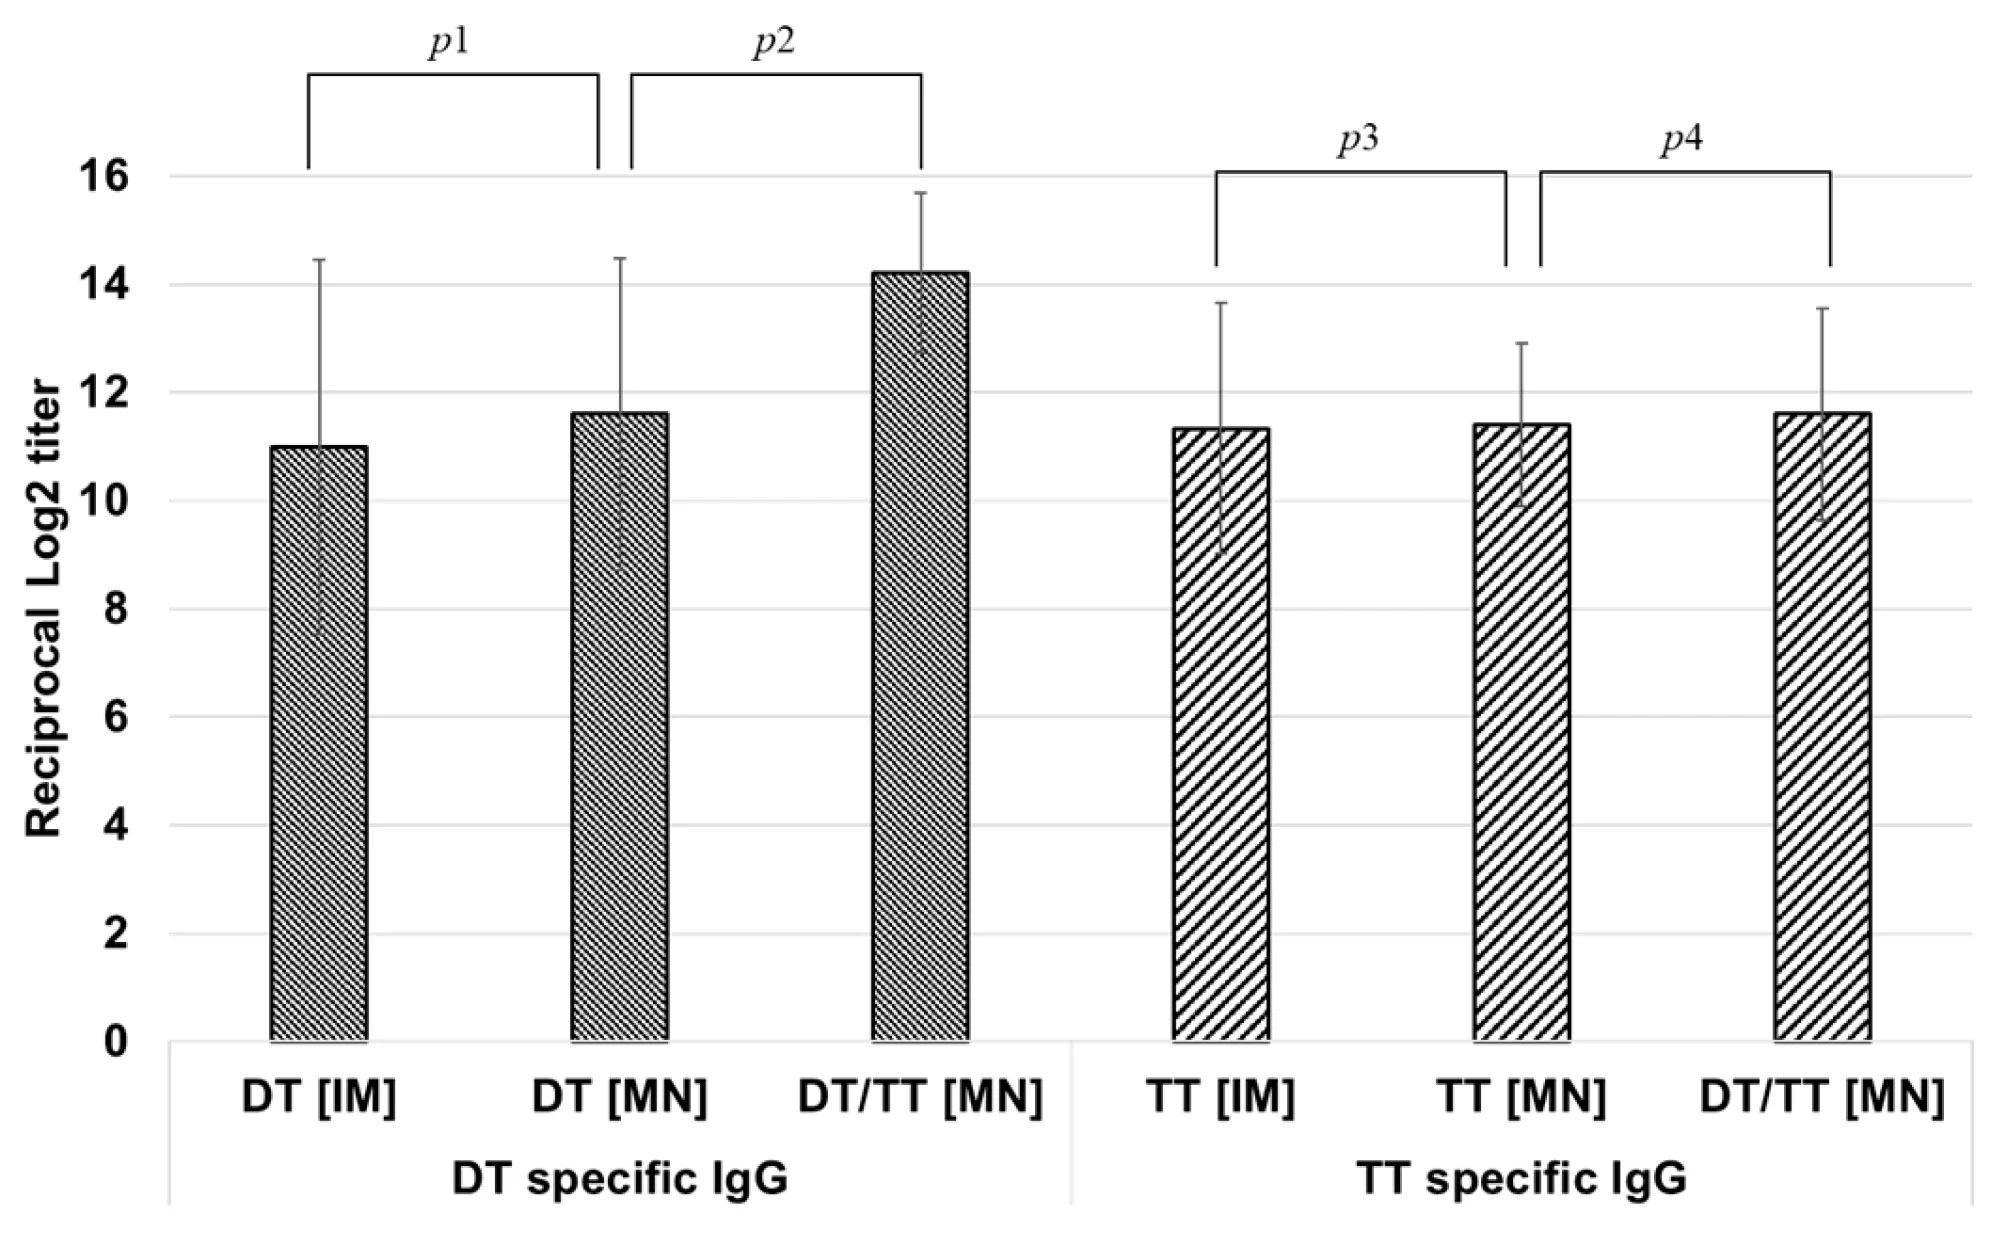 p1 p2
p3 p4
16
14
12
10
8
6
4
2
0
Reciprocal Log2 titer
DT [IM] DT [MN] DT/TT [MN] TT [IM] TT [MN] DT/TT [MN]
DT specific IgG TT specific IgG